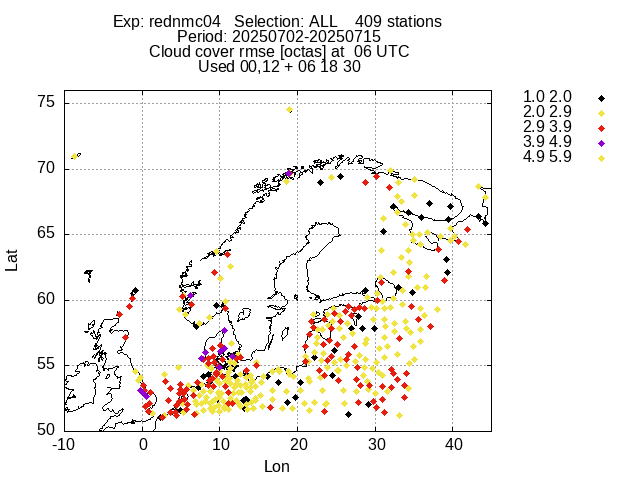 Exp: rednmc04 Selection: ALL 409 stations
Period: 20250702-20250715
Cloud cover rmse [octas] at 06 UTC
Used 00,12 + 06 18 30
1.0 2.0
2.0 2.9
2.9 3.9
3.9 4.9
4.9 5.9
75
70
65
60
55
50
Lat
-10 0 10 20 30 40
Lon